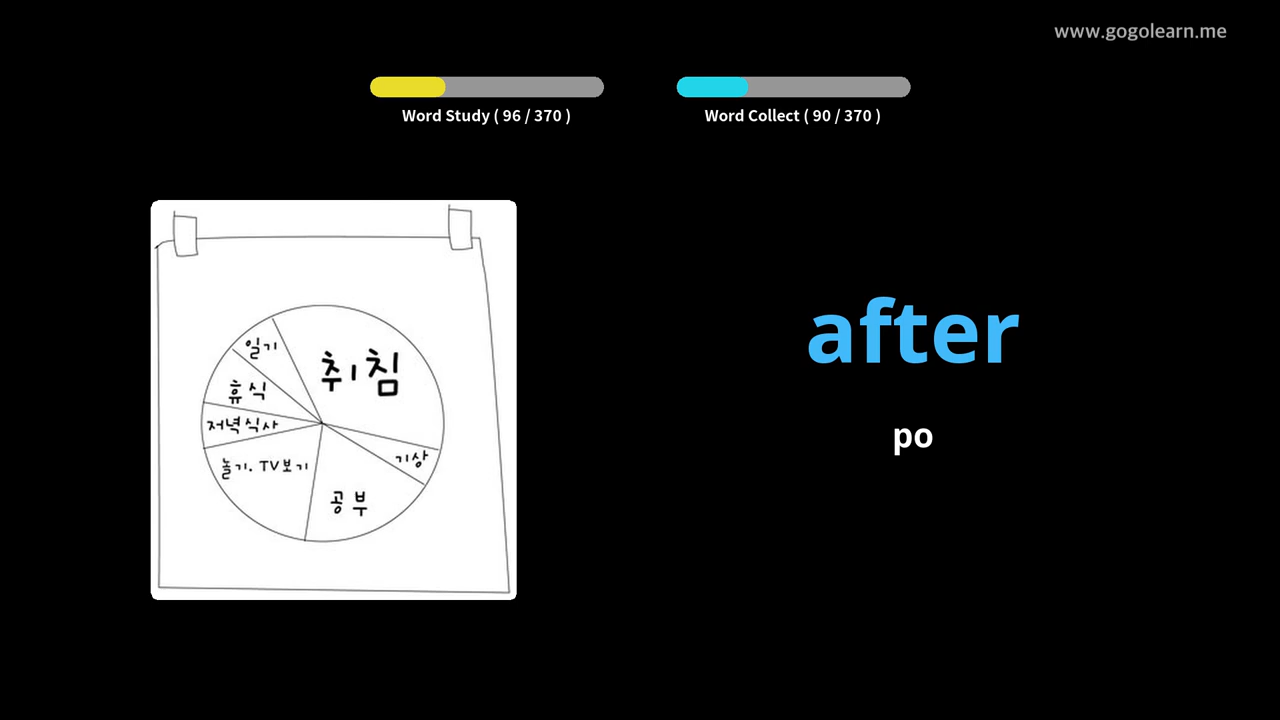 www.gogolearn.me
Word Study ( 96 / 370 )
Word Collect ( 90 / 370 )
일기
취침
휴식
저녁식사
놀기. TV보기
기상
공부
after
po